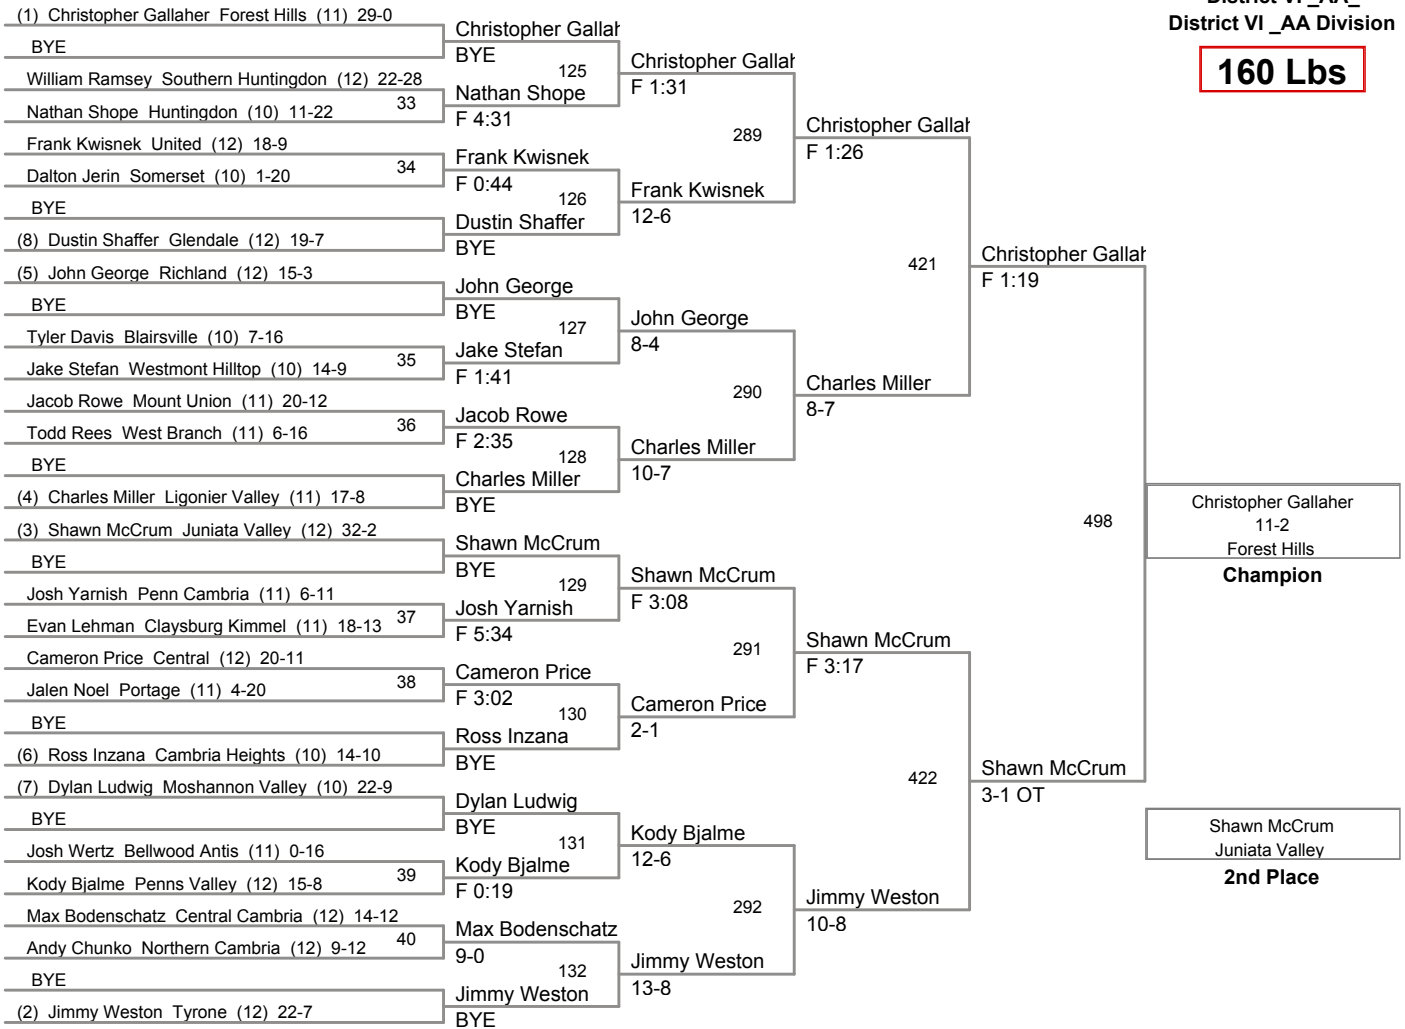 District VI _AA_
District VI _AA Division
160 Lbs
(1) Christopher Gallaher Forest Hills (11) 29-0
BYE
William Ramsey Southern Huntingdon (12) 22-28
Nathan Shope Huntingdon (10) 11-22
33
Frank Kwisnek United (12) 18-9
Dalton Jerin Somerset (10) 1-20
34
BYE
(8) Dustin Shaffer Glendale (12) 19-7
(5) John George Richland (12) 15-3
BYE
Tyler Davis Blairsville (10) 7-16
Jake Stefan Westmont Hilltop (10) 14-9
35
Jacob Rowe Mount Union (11) 20-12
Todd Rees West Branch (11) 6-16
36
BYE
(4) Charles Miller Ligonier Valley (11) 17-8
(3) Shawn McCrum Juniata Valley (12) 32-2
BYE
Josh Yarnish Penn Cambria (11) 6-11
Evan Lehman Claysburg Kimmel (11) 18-13
37
Cameron Price Central (12) 20-11
Jalen Noel Portage (11) 4-20
38
BYE
(6) Ross Inzana Cambria Heights (10) 14-10
(7) Dylan Ludwig Moshannon Valley (10) 22-9
BYE
Josh Wertz Bellwood Antis (11) 0-16
Kody Bjalme Penns Valley (12) 15-8
39
Max Bodenschatz Central Cambria (12) 14-12
Andy Chunko Northern Cambria (12) 9-12
40
BYE
(2) Jimmy Weston Tyrone (12) 22-7
Christopher Gallah
BYE
125
Nathan Shope
F 4:31
Frank Kwisnek
F 0:44
126
Dustin Shaffer
BYE
John George
BYE
127
Jake Stefan
F 1:41
Jacob Rowe
F 2:35
128
Charles Miller
BYE
Shawn McCrum
BYE
129
Josh Yarnish
F 5:34
Cameron Price
F 3:02
130
Ross Inzana
BYE
Dylan Ludwig
BYE
131
Kody Bjalme
F 0:19
Max Bodenschatz
9-0
132
Jimmy Weston
BYE
Christopher Gallah
F 1:31
289
Frank Kwisnek
12-6
John George
8-4
290
Charles Miller
10-7
Shawn McCrum
F 3:08
291
Cameron Price
2-1
Kody Bjalme
12-6
292
Jimmy Weston
13-8
Christopher Gallah
F 1:26
421
Charles Miller
8-7
Shawn McCrum
F 3:17
422
Jimmy Weston
10-8
Christopher Gallah
F 1:19
498
Shawn McCrum
3-1 OT
Christopher Gallaher
11-2
Forest Hills
Champion
Shawn McCrum
Juniata Valley
2nd Place